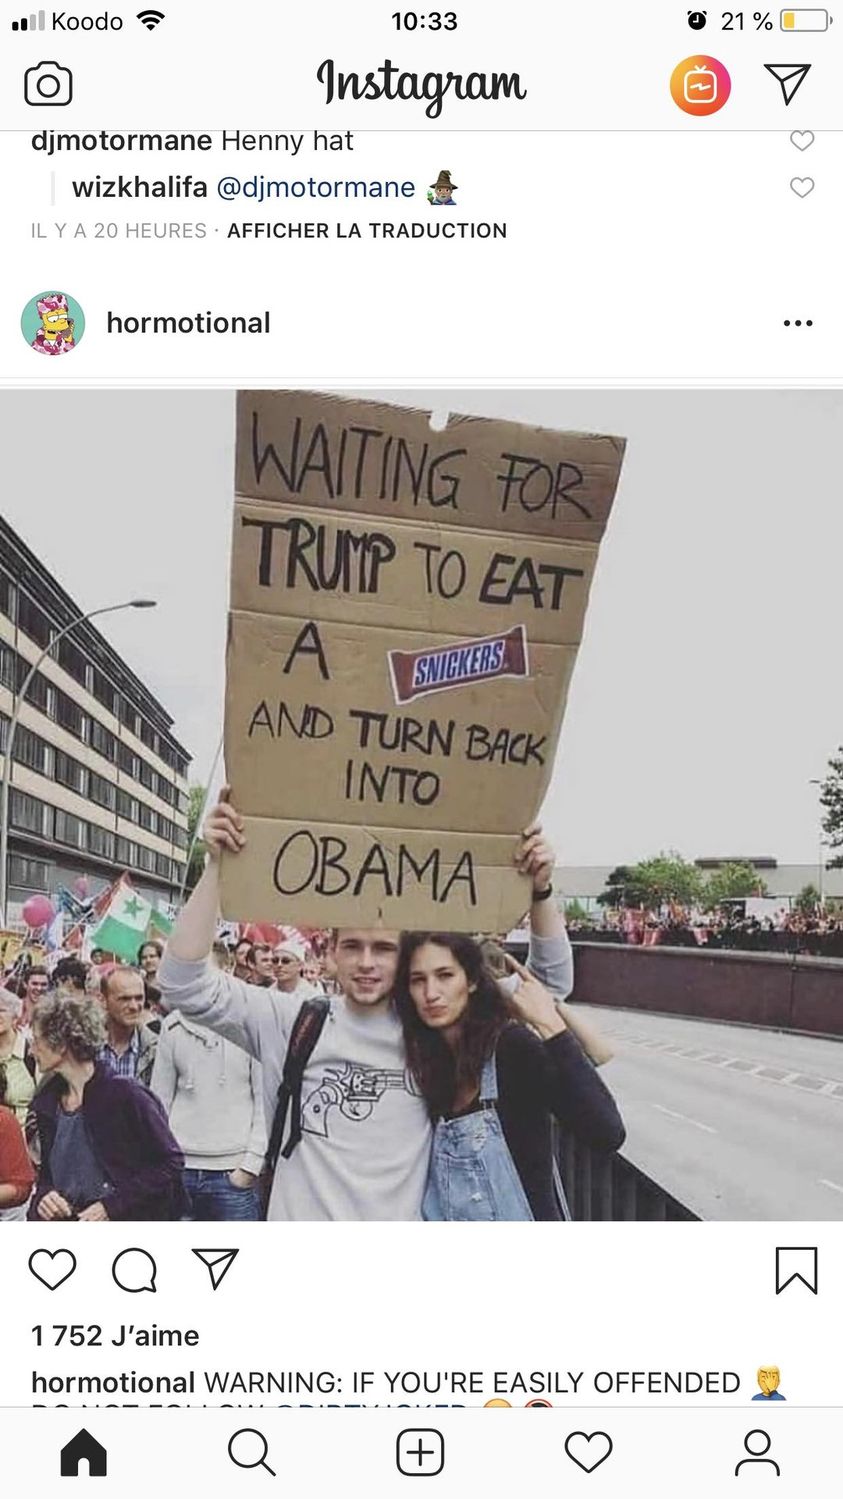 Koodo 10:33 21 %
Instagram
djmotormane Henny hat
wizkhalifa @djmotormane
IL Y A 20 HEURES · AFFICHER LA TRADUCTION
hormotional
WAITING FOR
TRUMP TO EAT
A SNICKERS
AND TURN BACK
INTO
OBAMA
1 752 J’aime
hormotional WARNING: IF YOU'RE EASILY OFFENDED